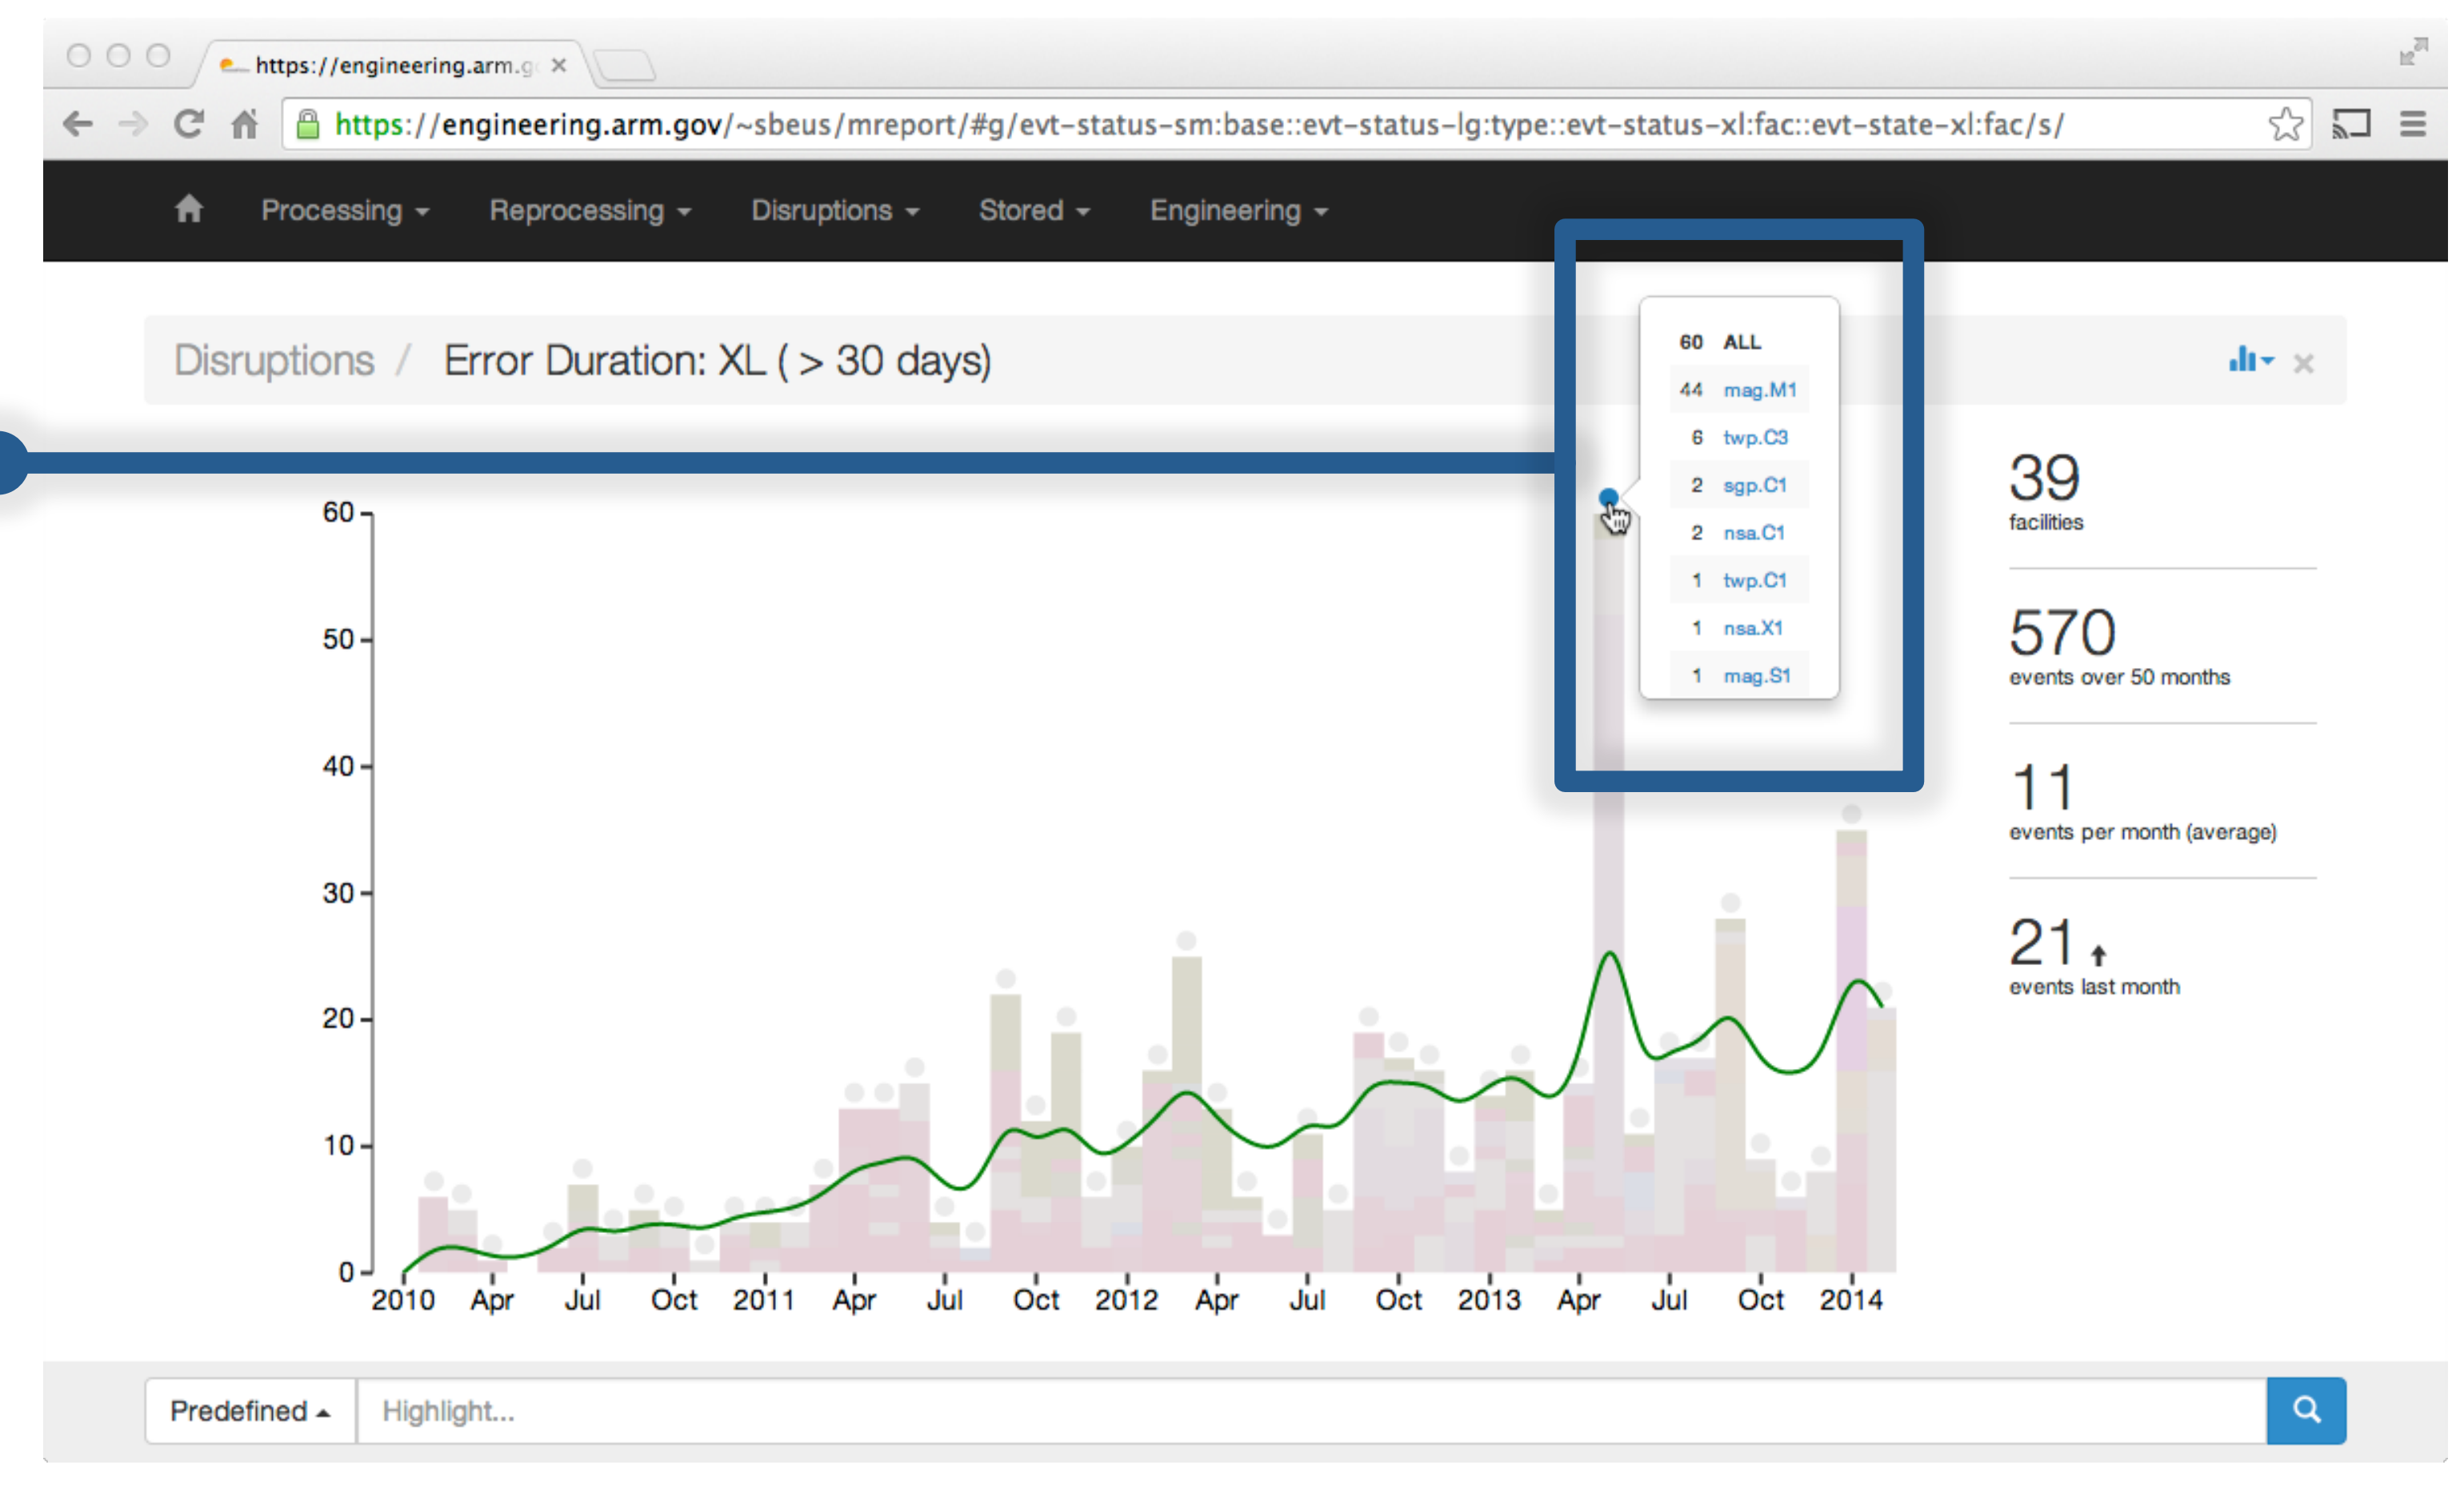 https://engineering.arm.g
https://engineering.arm.gov/~sbeus/mreport/#g/evt-status-sm:base::evt-status-lg:type::evt-status-xl:fac::evt-state-xl:fac/s/
Processing Reprocessing Disruptions Stored Engineering
Disruptions / Error Duration: XL ( > 30 days)
60 ALL
44 mag.M1
6 twp.C3
2 sgp.C1
2 nsa.C1
1 twp.C1
1 nsa.X1
1 mag.S1
39
facilities
570
events over 50 months
11
events per month (average)
21
events last month
60
50
40
30
20
10
0
2010 Apr Jul Oct 2011 Apr Jul Oct 2012 Apr Jul Oct 2013 Apr Jul Oct 2014
Predefined Highlight...